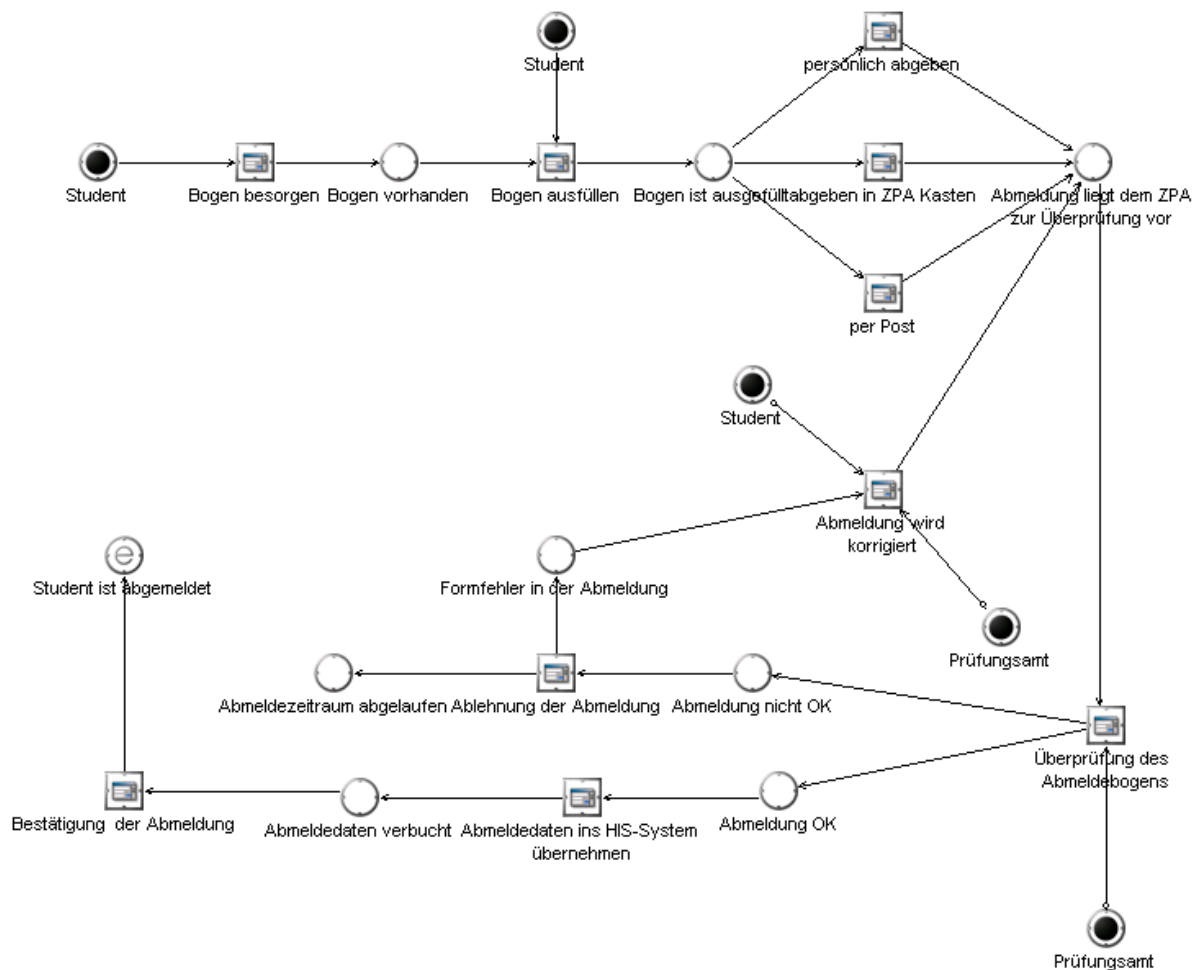 Student
persönlich abgeben
Student
Bogen besorgen
Bogen vorhanden
Bogen ausfüllen
Bogen ist ausgefüllt
abgeben in ZPA Kasten
Abmeldung liegt dem ZPA
zur Überprüfung vor
per Post
Student
Abmeldung wird
korrigiert
e
Student ist abgemeldet
Formfehler in der Abmeldung
Prüfungsamt
Abmeldezeitraum abgelaufen
Ablehnung der Abmeldung
Abmeldung nicht OK
Überprüfung des
Abmeldebogens
Bestätigung der Abmeldung
Abmeldedaten verbucht
Abmeldedaten ins HIS-System
übernehmen
Abmeldung OK
Prüfungsamt